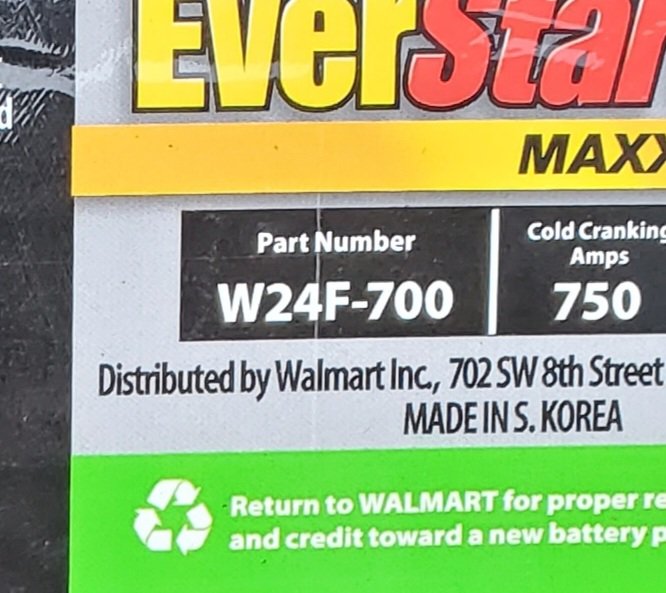 EverStar
MAXX
Part Number
Cold Cranking
Amps
W24F-700
750
Distributed by Walmart Inc., 702 SW 8th Street
MADE IN S. KOREA
Return to WALMART for proper re
and credit toward a new battery p
d